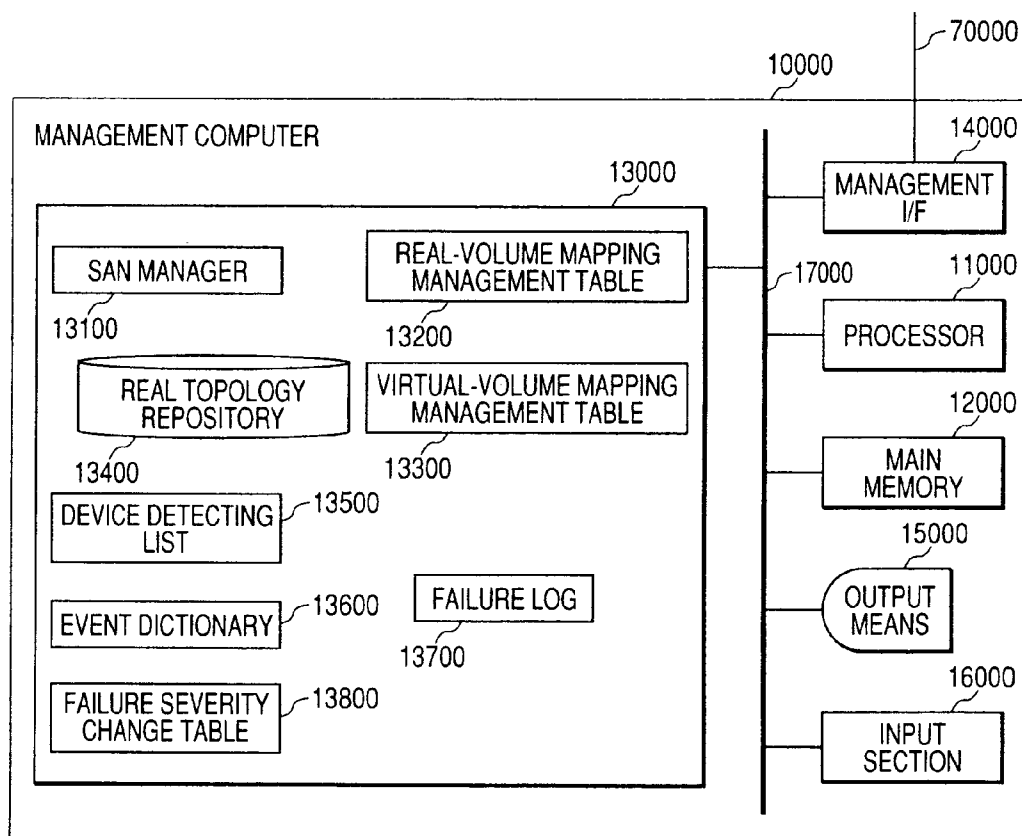 70000
10000
MANAGEMENT COMPUTER
14000
MANAGEMENT
I/F
13000
SAN MANAGER
13100
REAL-VOLUME MAPPING
MANAGEMENT TABLE
13200
17000
11000
PROCESSOR
REAL TOPOLOGY
REPOSITORY
13400
VIRTUAL-VOLUME MAPPING
MANAGEMENT TABLE
13300
12000
MAIN
MEMORY
DEVICE DETECTING
LIST
13500
15000
OUTPUT
MEANS
EVENT DICTIONARY
13600
FAILURE LOG
13700
FAILURE SEVERITY
CHANGE TABLE
13800
16000
INPUT
SECTION